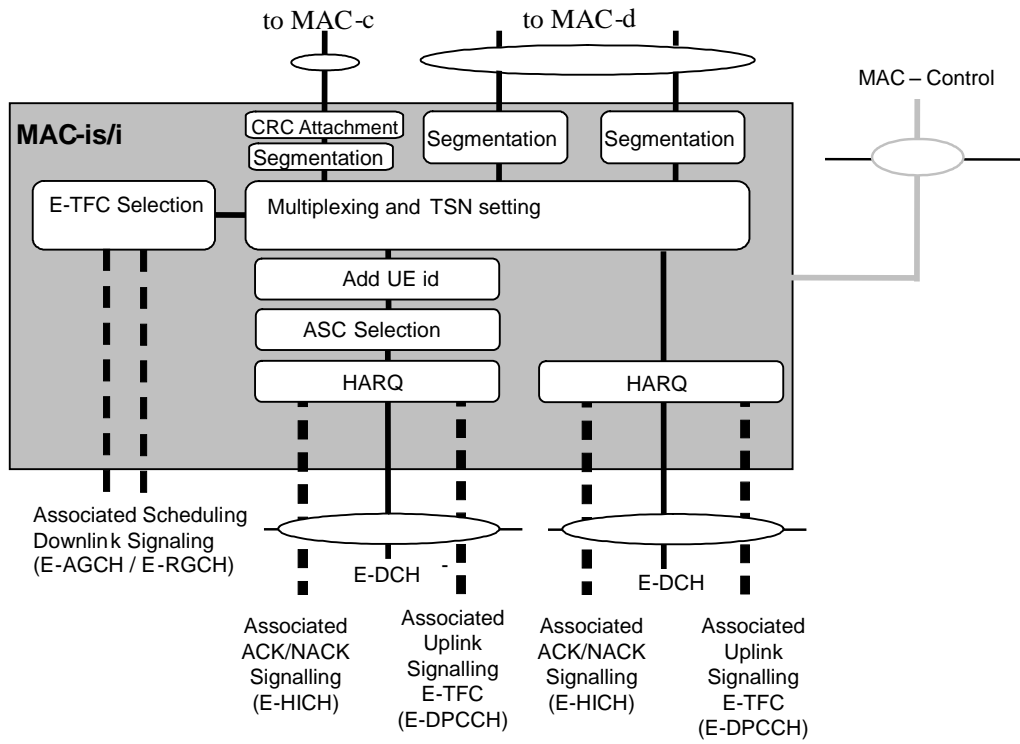 to MAC-c
to MAC-d
MAC – Control
MAC-is/i
CRC Attachment
Segmentation
Segmentation
Segmentation
E-TFC Selection
Multiplexing and TSN setting
Add UE id
ASC Selection
HARQ
HARQ
Associated Scheduling
Downlink Signaling
(E-AGCH / E-RGCH)
E-DCH
-
E-DCH
Associated
ACK/NACK
Signalling
(E-HICH)
Associated
Uplink
Signalling
E-TFC
(E-DPCCH)
Associated
ACK/NACK
Signalling
(E-HICH)
Associated
Uplink
Signalling
E-TFC
(E-DPCCH)